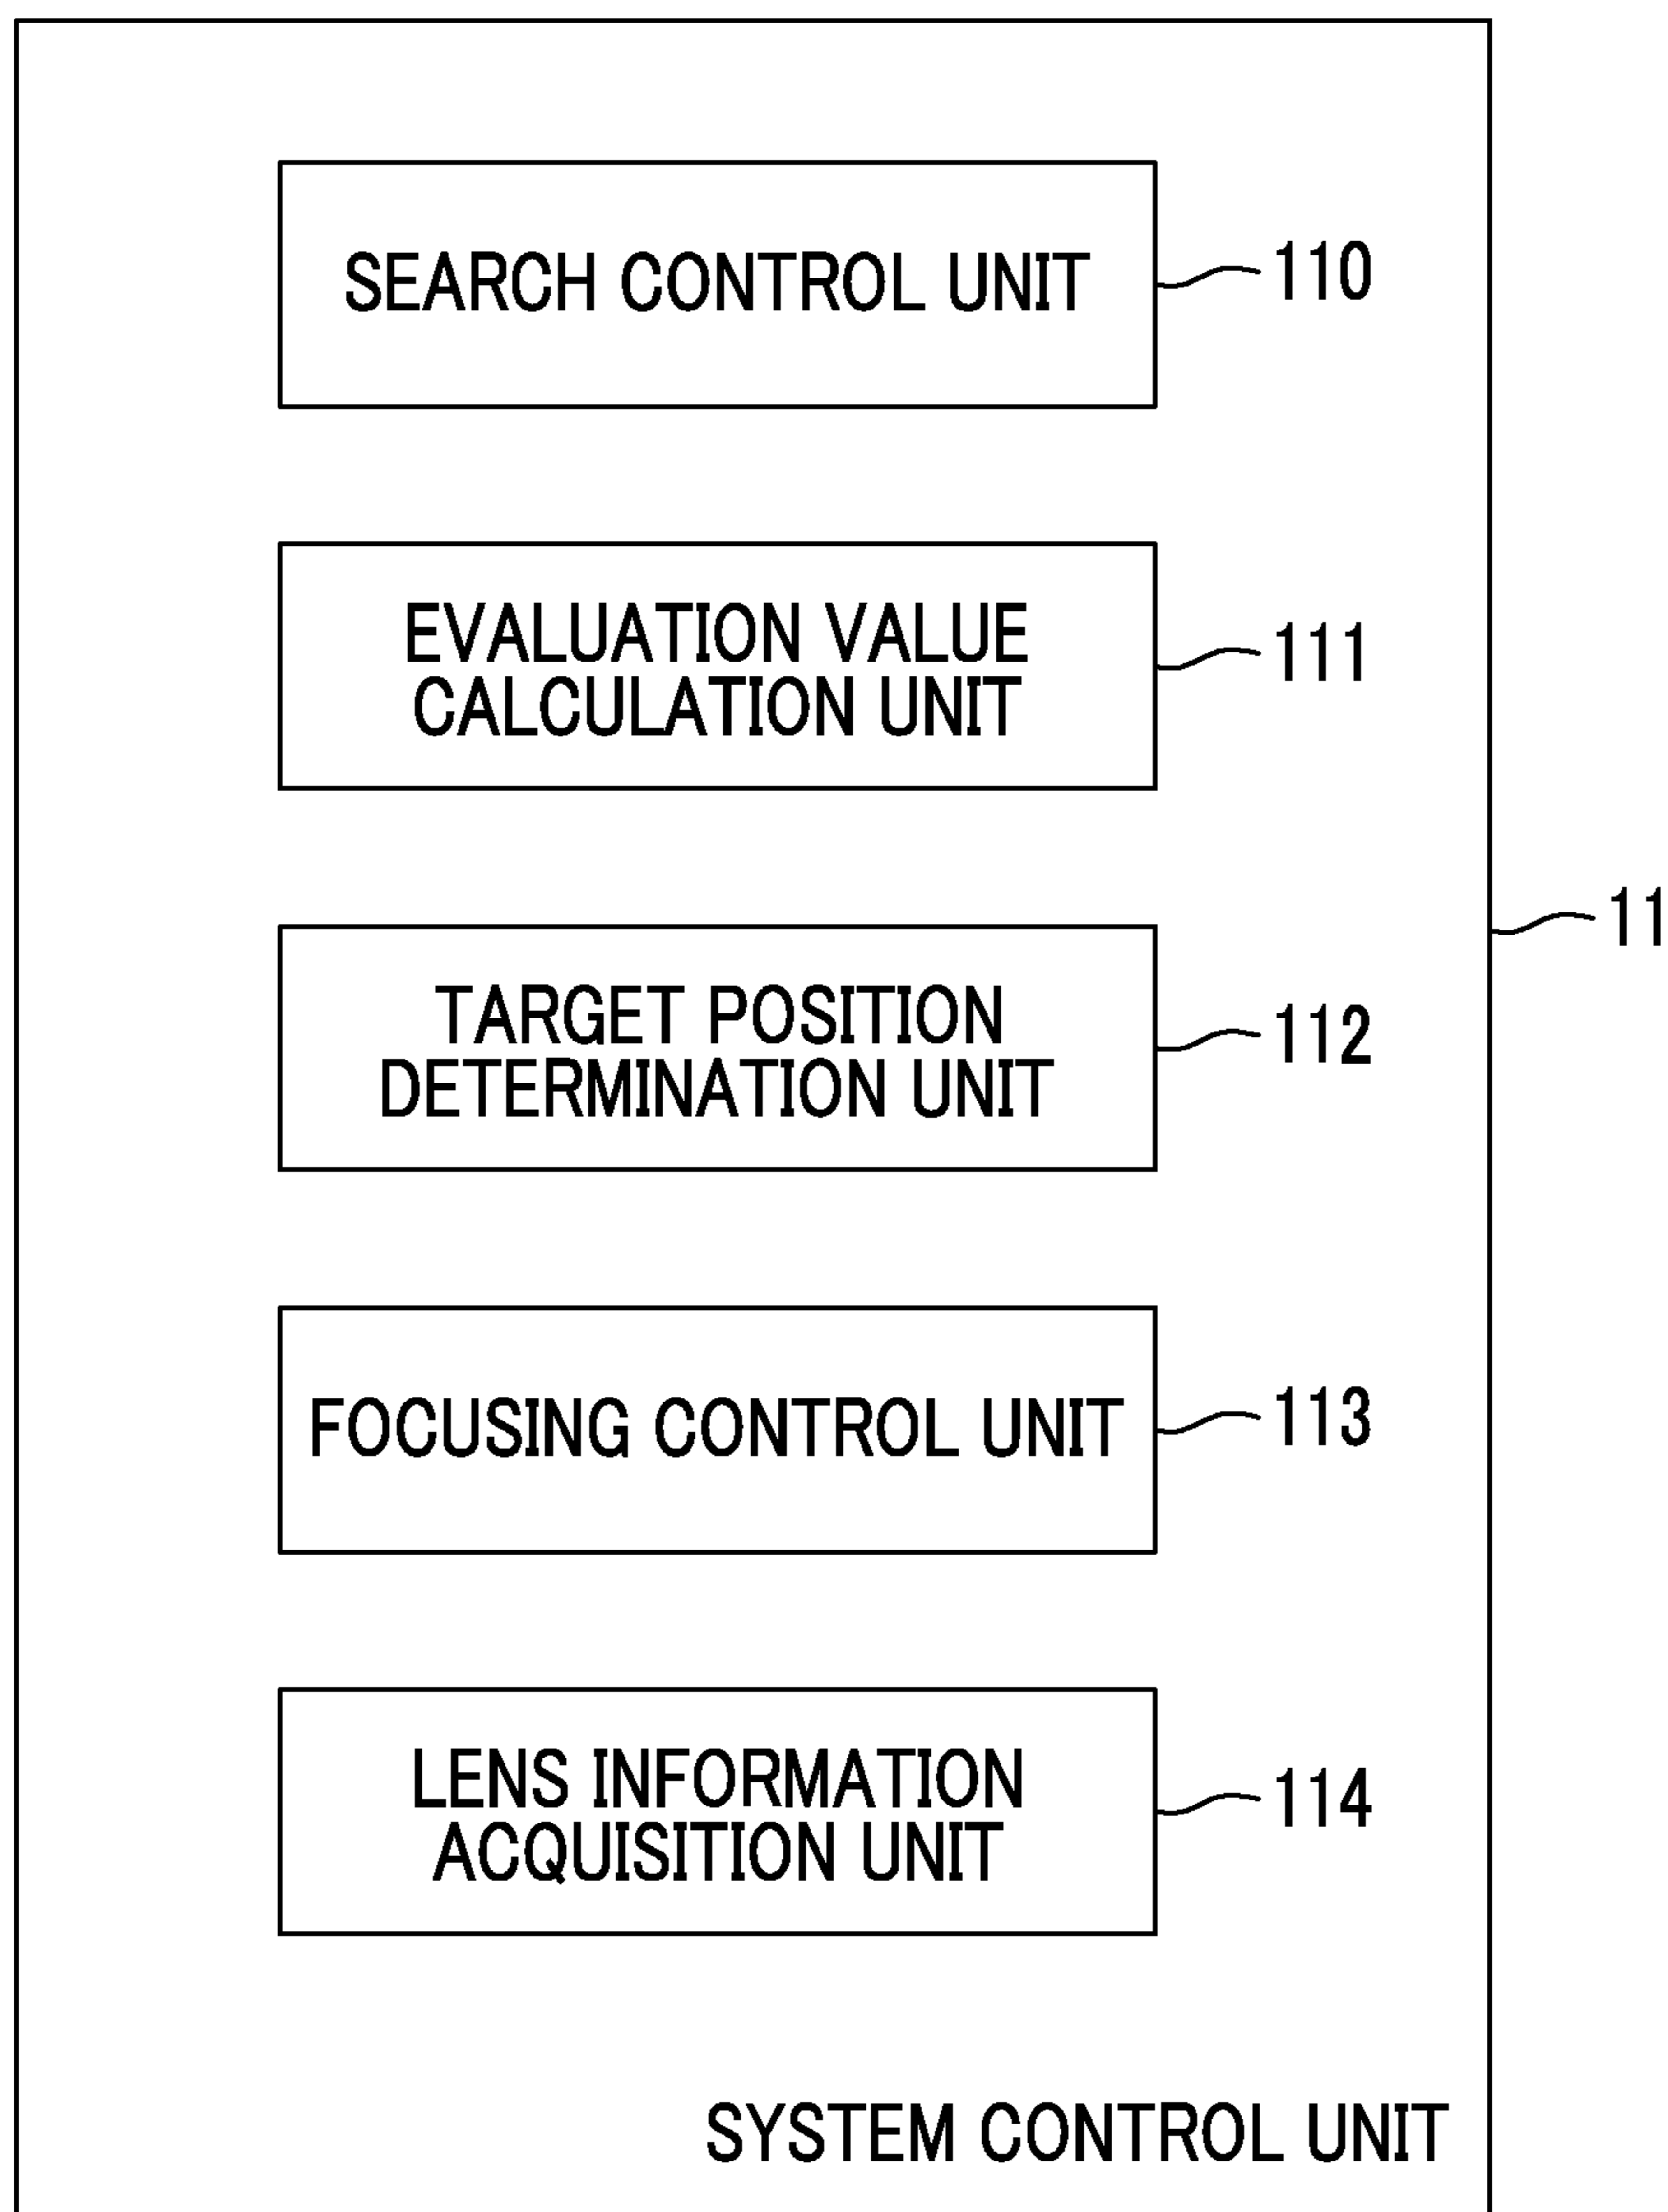 SEARCH CONTROL UNIT
110
EVALUATION VALUE
CALCULATION UNIT
111
11
TARGET POSITION
DETERMINATION UNIT
112
FOCUSING CONTROL UNIT
113
LENS INFORMATION
ACQUISITION UNIT
114
SYSTEM CONTROL UNIT